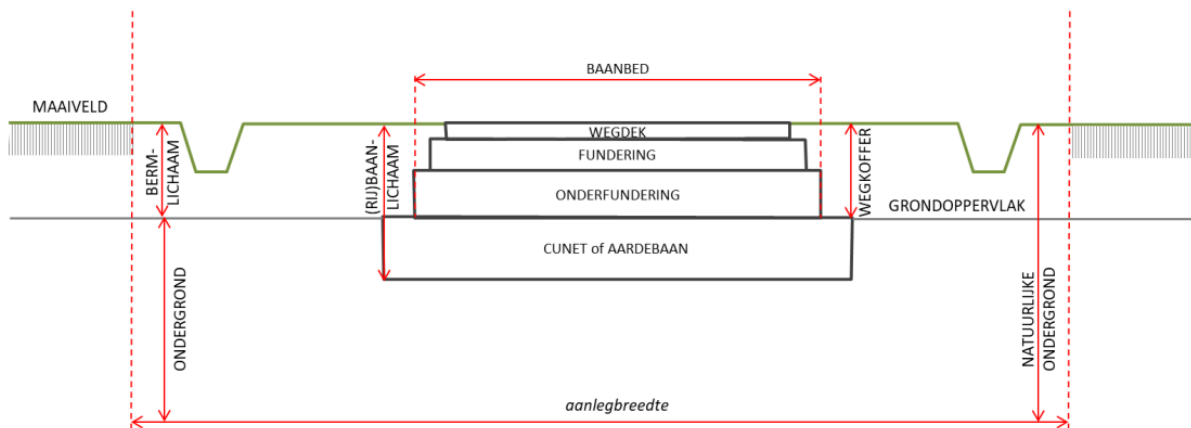 BAANBED
MAAIVELD
WEGDEK
FUNDERING
ONDERFUNDERING
CUNET of AARDEBAAN
BERM-
LICHAAM
(RIJ)BAAN-
LICHAAM
WEGKOFFER
GRONDOPPERVLAK
ONDERGROND
NATUURLIJKE
ONDERGROND
aanlegbreedte